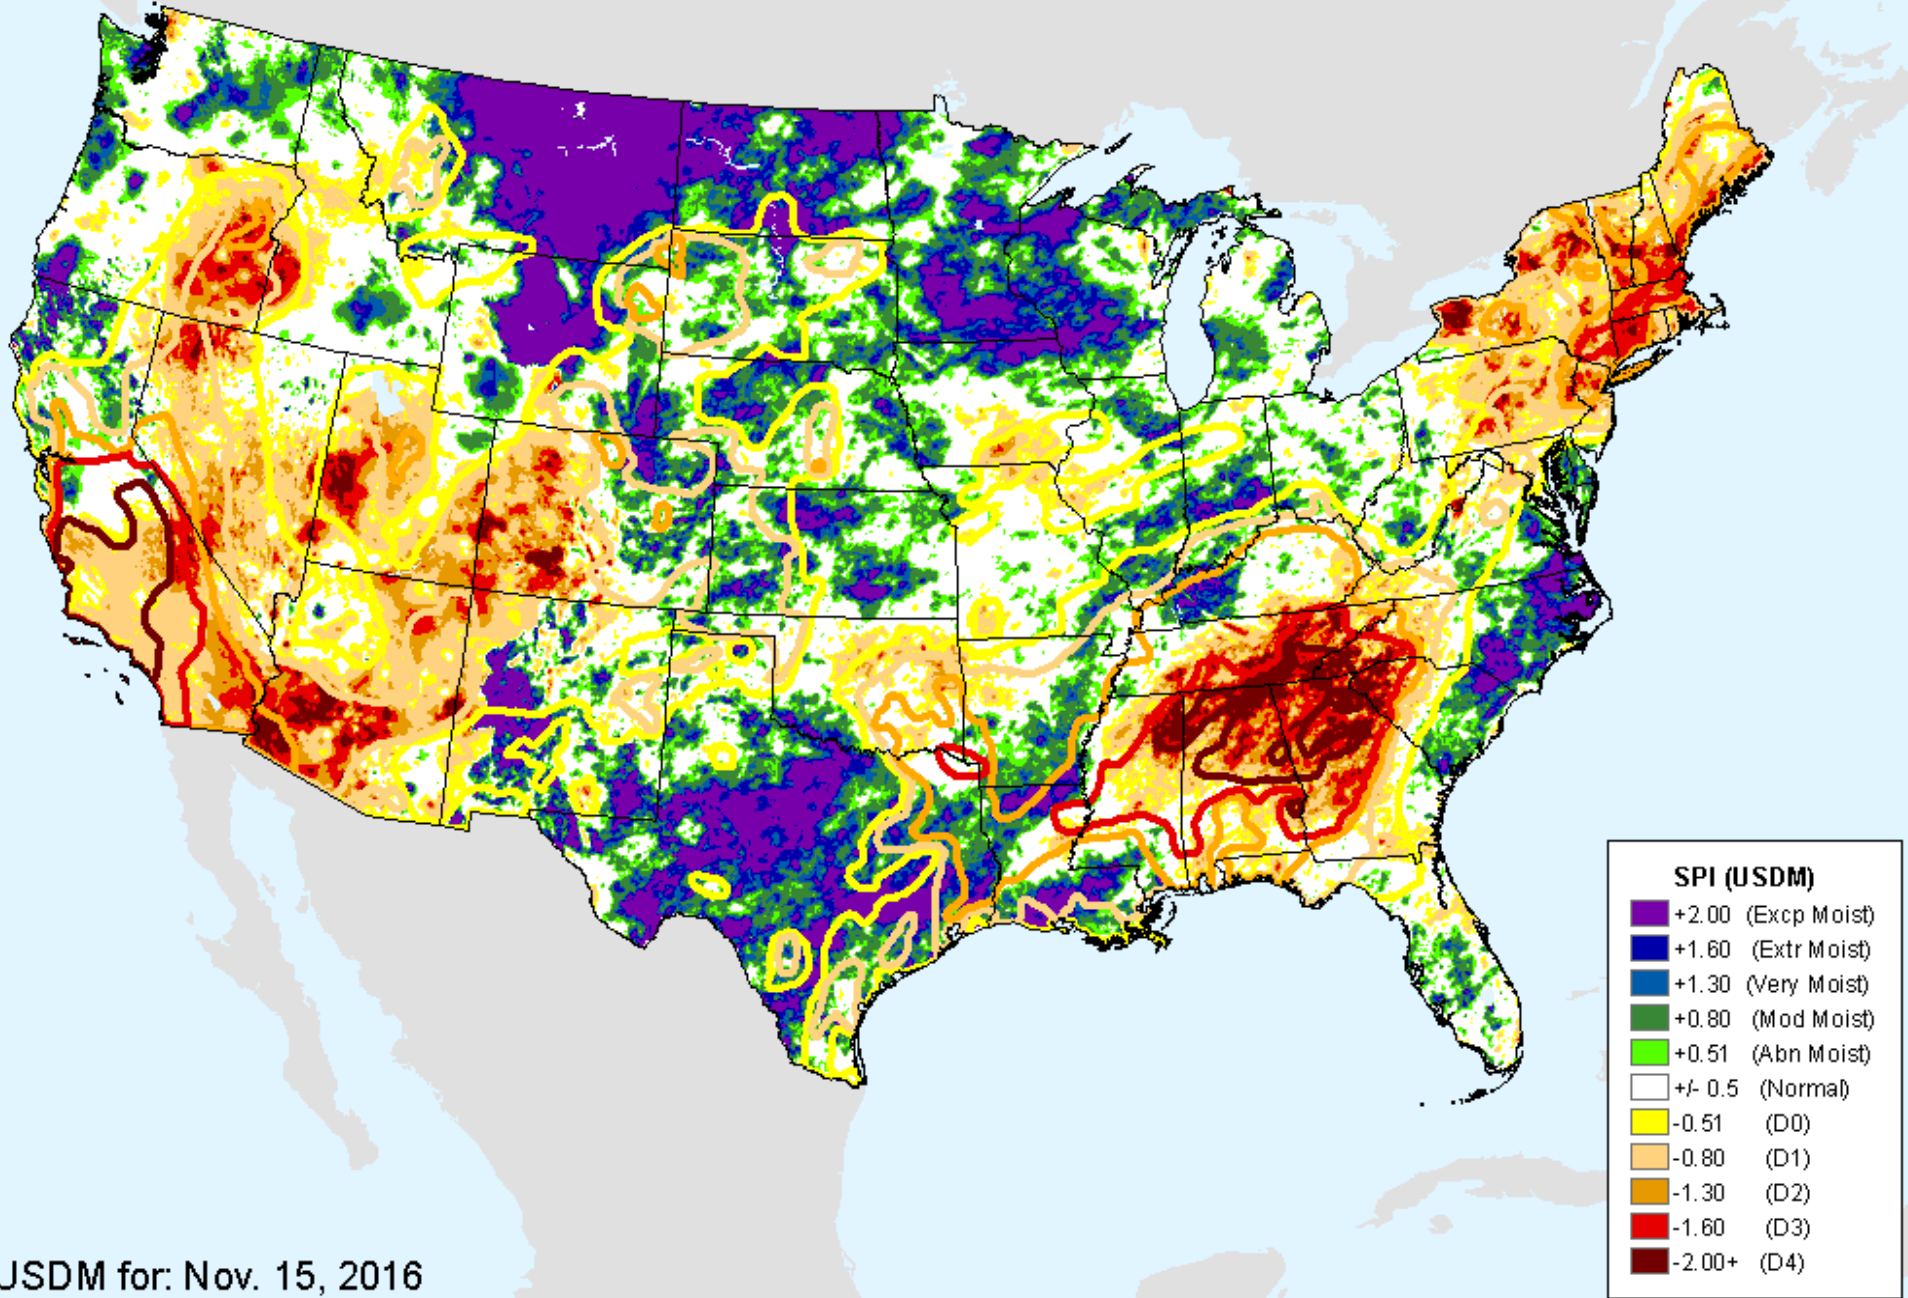 SPI (USDM)
+2.00 (Excp Moist)
+1.60 (Extr Moist)
+1.30 (Very Moist)
+0.80 (Mod Moist)
+0.51 (Abn Moist)
+/- 0.5 (Normal)
-0.51 (D0)
-0.80 (D1)
-1.30 (D2)
-1.60 (D3)
-2.00+ (D4)
USDM for: Nov. 15, 2016